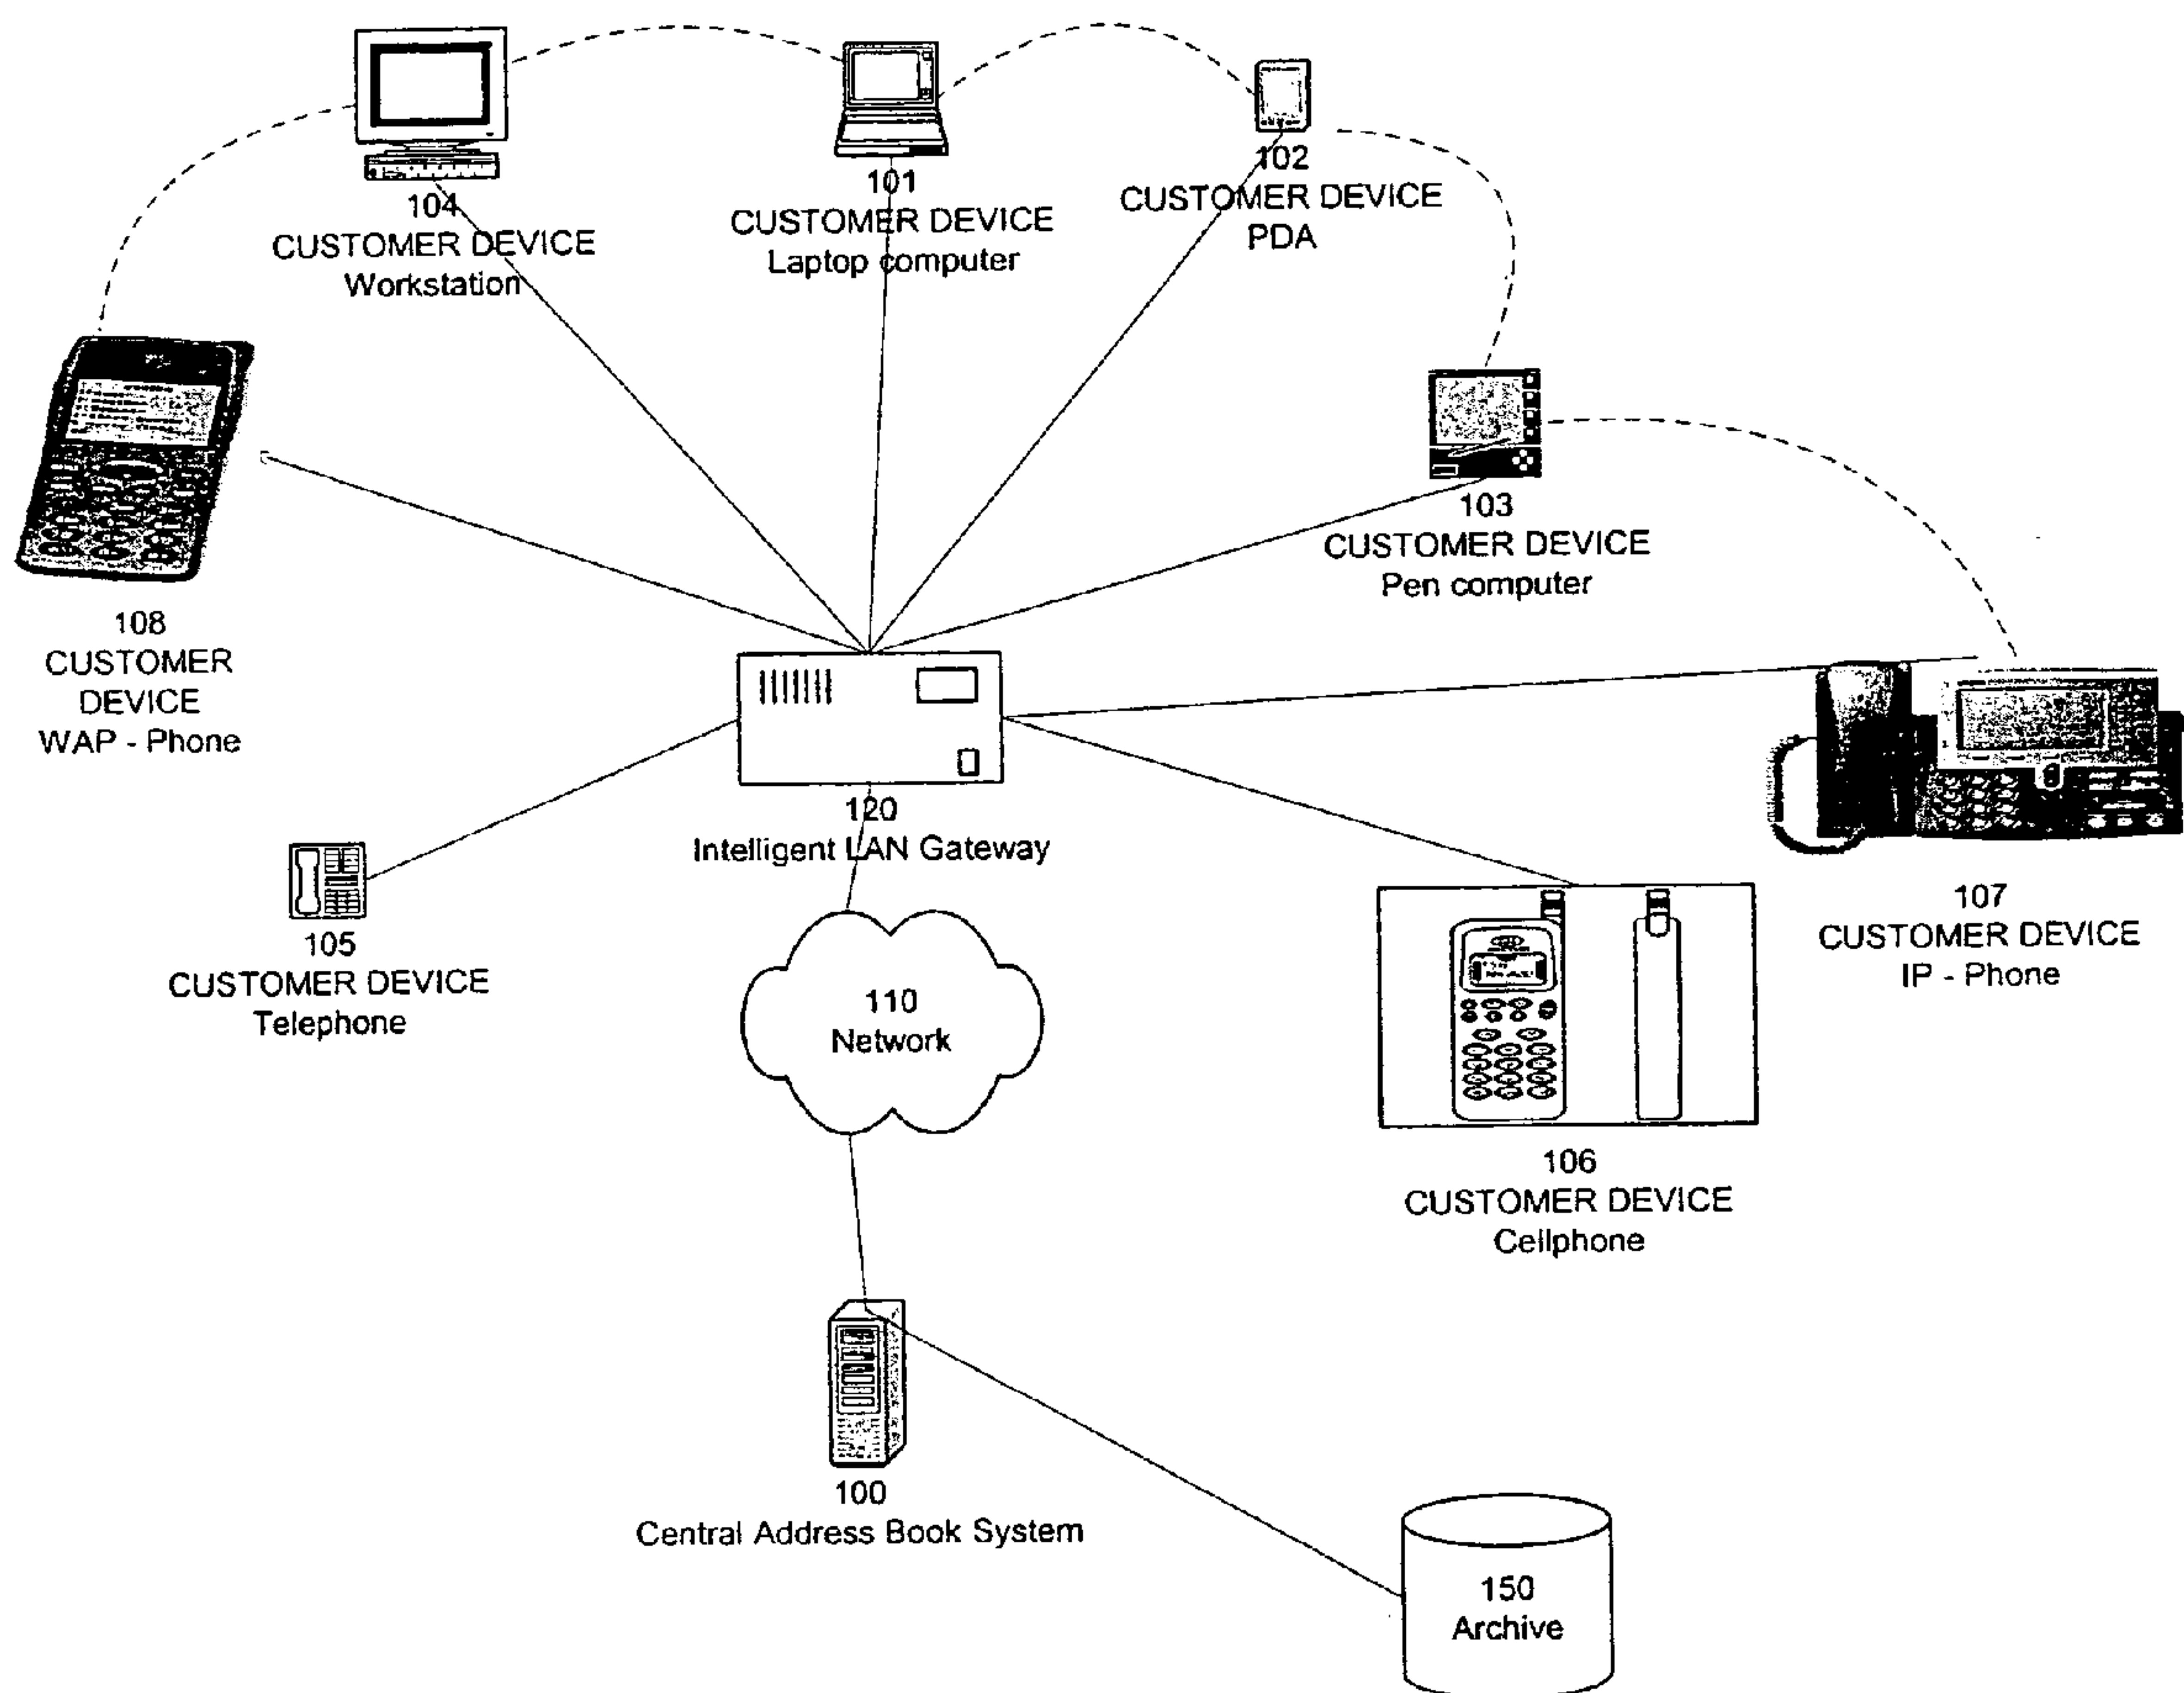 104
CUSTOMER DEVICE
Workstation
101
CUSTOMER DEVICE
Laptop computer
102
CUSTOMER DEVICE
PDA
103
CUSTOMER DEVICE
Pen computer
108
CUSTOMER
DEVICE
WAP - Phone
120
Intelligent LAN Gateway
105
CUSTOMER DEVICE
Telephone
107
CUSTOMER DEVICE
IP - Phone
110
Network
106
CUSTOMER DEVICE
Cellphone
100
Central Address Book System
150
Archive